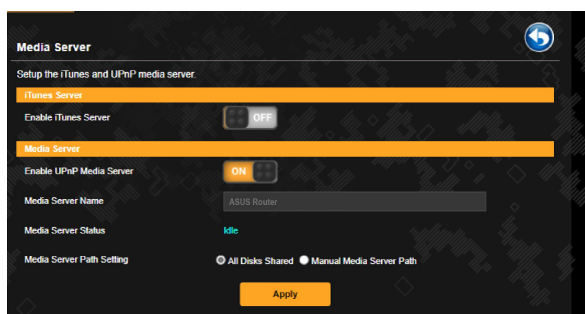 Media Server
Setup the iTunes and UPnP media server.
iTunes Server
Enable iTunes Server OFF
Media Server
Enable UPnP Media Server ON
Media Server Name ASUS Router
Media Server Status Idle
Media Server Path Setting All Disks Shared Manual Media Server Path
Apply